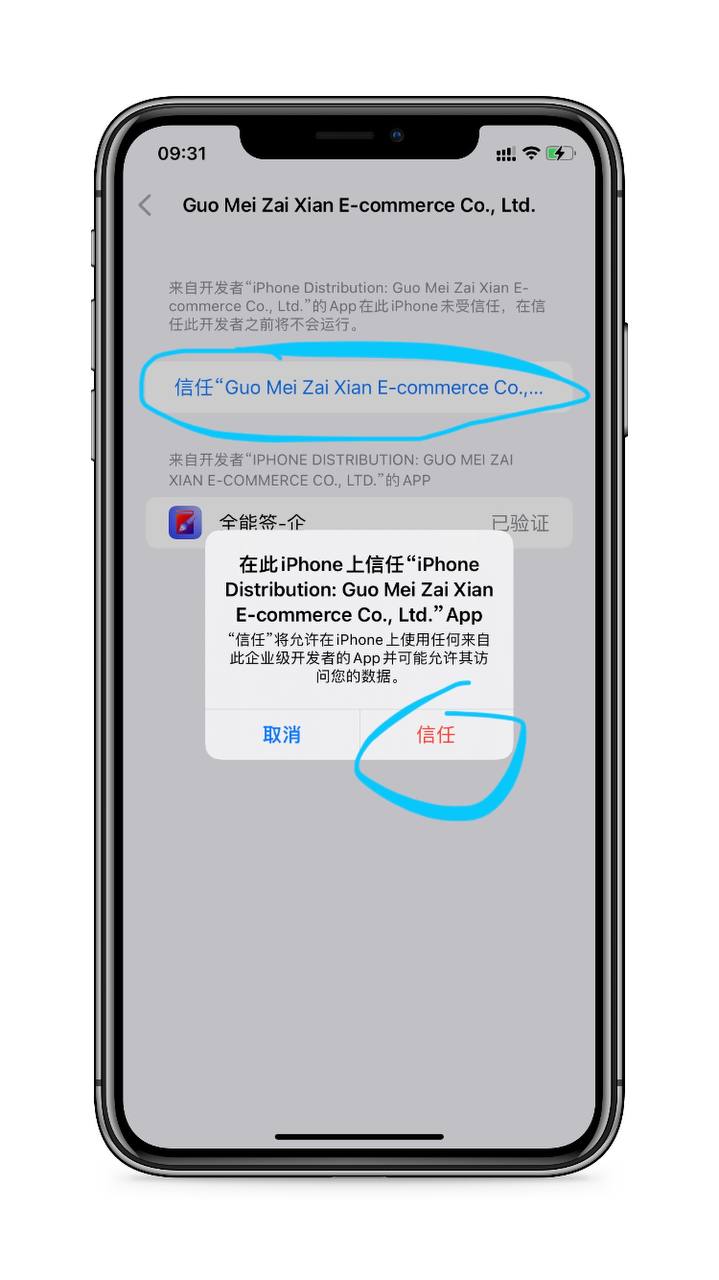 09:31
Guo Mei Zai Xian E-commerce Co., Ltd.
来自开发者“iPhone Distribution: Guo Mei Zai Xian E-
commerce Co., Ltd.”的App在此iPhone未受信任，在信
任此开发者之前将不会运行。
信任“Guo Mei Zai Xian E-commerce Co.,...
来自开发者“IPHONE DISTRIBUTION: GUO MEI ZAI
XIAN E-COMMERCE CO., LTD.”的APP
全能签-企 已验证
在此iPhone上信任“iPhone
Distribution: Guo Mei Zai Xian
E-commerce Co., Ltd.”App
“信任”将允许在iPhone上使用任何来自
此企业级开发者的App并可能允许其访
问您的数据。
取消 信任